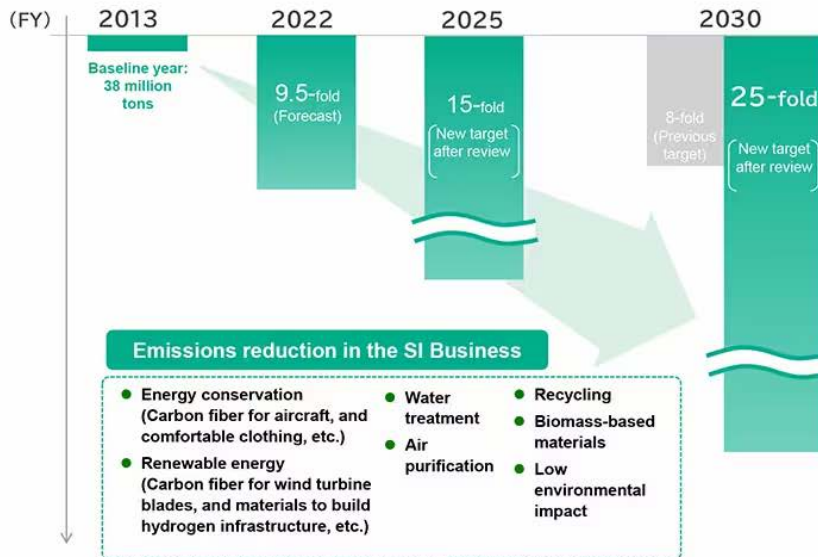 (FY)
2013
2022
2025
2030
Baseline year:
38 million
tons
9.5-fold
(Forecast)
15-fold
New target
after review
8-fold
(Previous
target)
25-fold
New target
after review
Emissions reduction in the SI Business
● Energy conservation
(Carbon fiber for aircraft, and
comfortable clothing, etc.)
● Renewable energy
(Carbon fiber for wind turbine
blades, and materials to build
hydrogen infrastructure, etc.)
● Water
treatment
● Air
purification
● Recycling
● Biomass-based
materials
● Low
environmental
impact